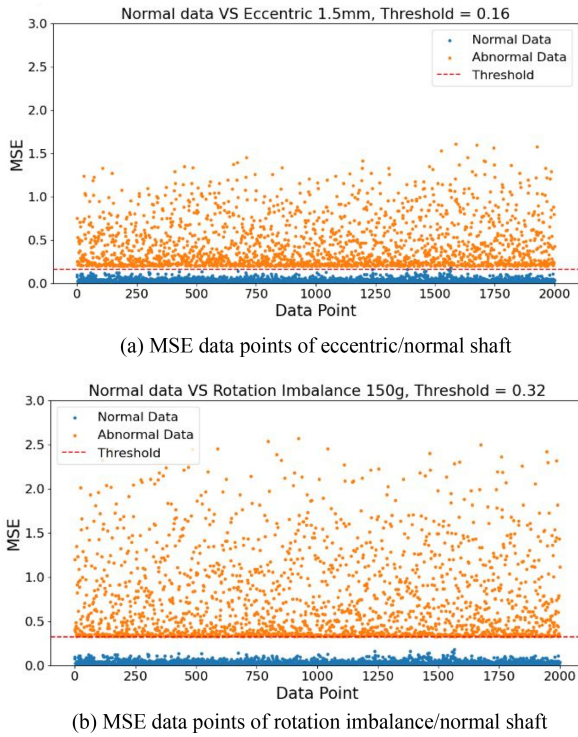 Normal data VS Eccentric 1.5mm, Threshold = 0.16
3.0
2.5
2.0
1.5
1.0
0.5
0.0
MSE
Normal Data
Abnormal Data
Threshold
0 250 500 750 1000 1250 1500 1750 2000
Data Point
(a) MSE data points of eccentric/normal shaft
Normal data VS Rotation Imbalance 150g, Threshold = 0.32
3.0
2.5
2.0
1.5
1.0
0.5
0.0
MSE
Normal Data
Abnormal Data
Threshold
0 250 500 750 1000 1250 1500 1750 2000
Data Point
(b) MSE data points of rotation imbalance/normal shaft